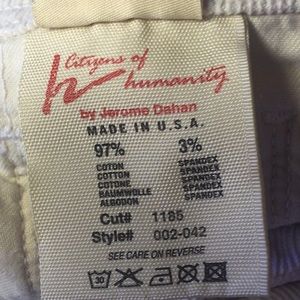 Citizens of
humanity
by Jerome Dahan
MADE IN U.S.A.
97% 3%
COTON SPANDEX
COTTON SPANDEX
COTONE SPANDEX
BAUMWOLLE SPANDEX
ALGODON SPANDEX
Cut# 1185
Style# 002-042
SEE CARE ON REVERSE
30